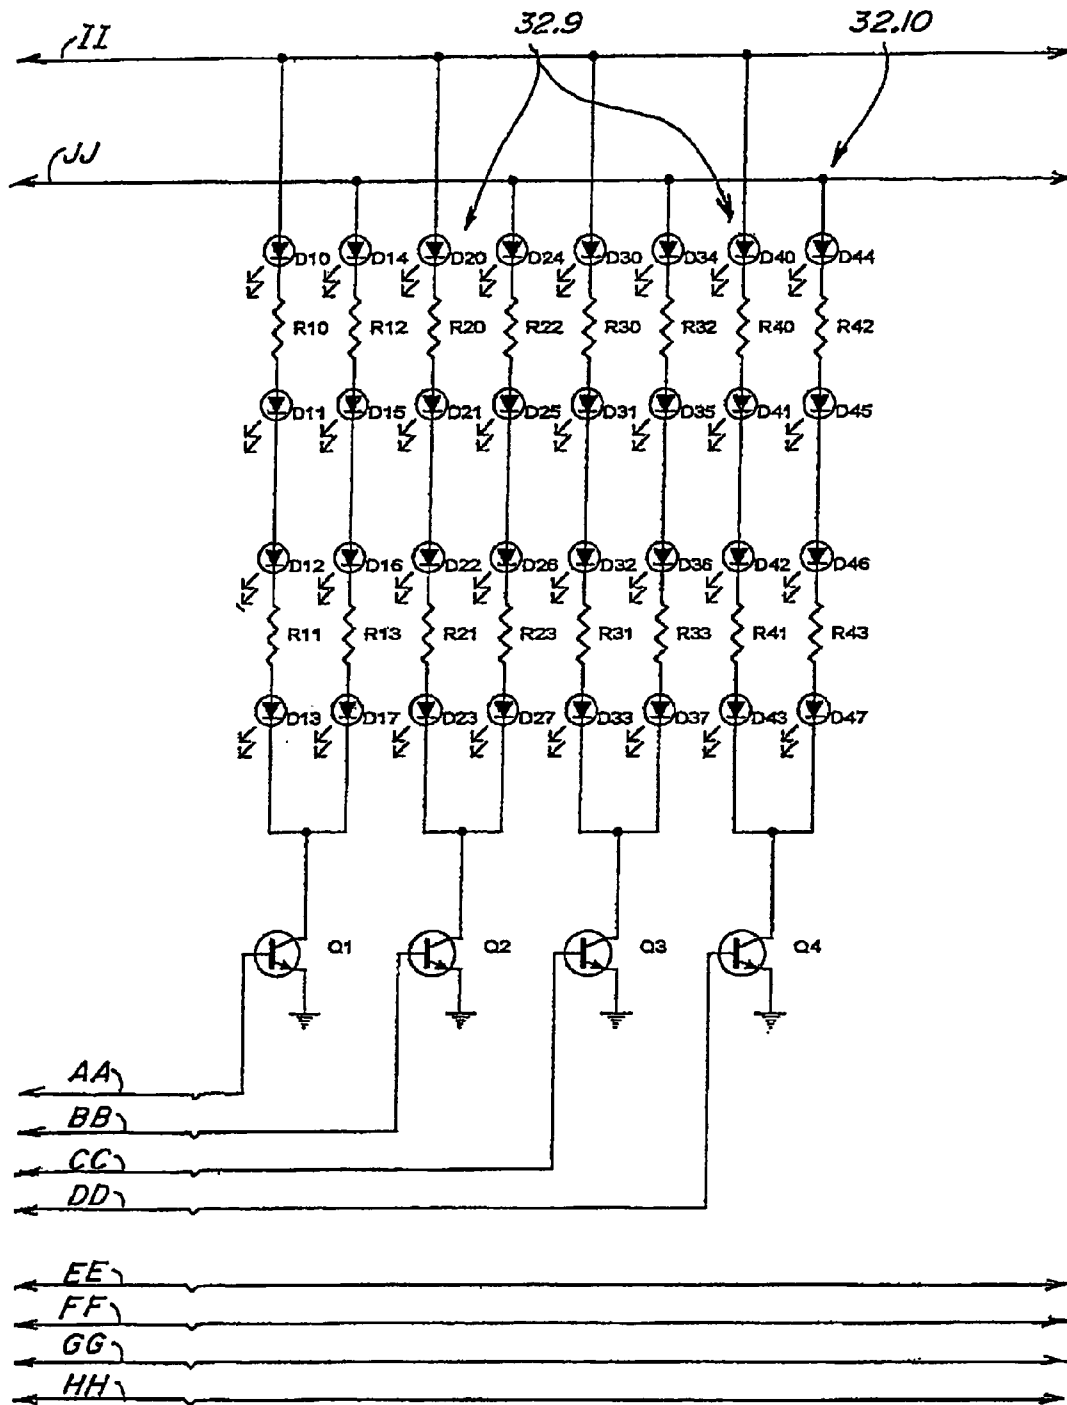 32.9 32.10
II
JJ
D10 D14 D20 D24 D30 D34 D40 D44
R10 R12 R20 R22 R30 R32 R40 R42
D11 D15 D21 D25 D31 D35 D41 D45
D12 D16 D22 D26 D32 D36 D42 D46
R11 R13 R21 R23 R31 R33 R41 R43
D13 D17 D23 D27 D33 D37 D43 D47
Q1 Q2 Q3 Q4
AA
BB
CC
DD
EE
FF
GG
HH